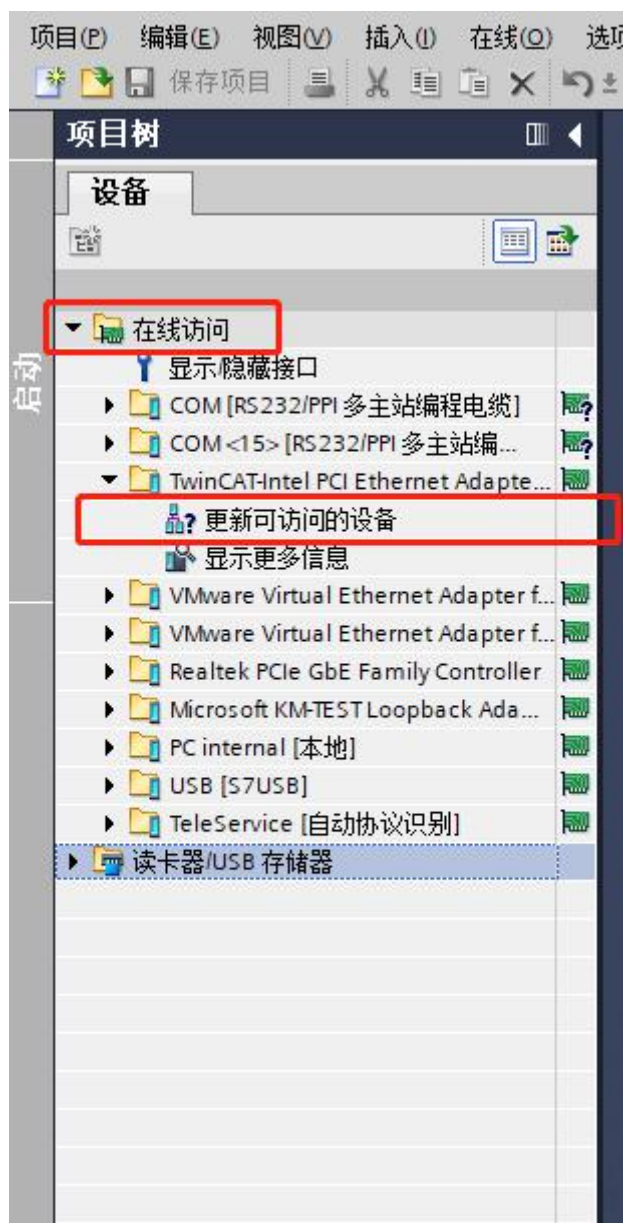 项目(P) 编辑(E) 视图(V) 插入(I) 在线(O) 选项
保存项目
项目树
设备
启动
在线访问
显示/隐藏接口
COM [RS232/PPI 多主站编程电缆]
COM <15> [RS232/PPI 多主站编...
TwinCAT-Intel PCI Ethernet Adapte...
更新可访问的设备
显示更多信息
VMware Virtual Ethernet Adapter f...
VMware Virtual Ethernet Adapter f...
Realtek PCIe GbE Family Controller
Microsoft KM-TEST Loopback Ada...
PC internal [本地]
USB [S7USB]
TeleService [自动协议识别]
读卡器/USB 存储器